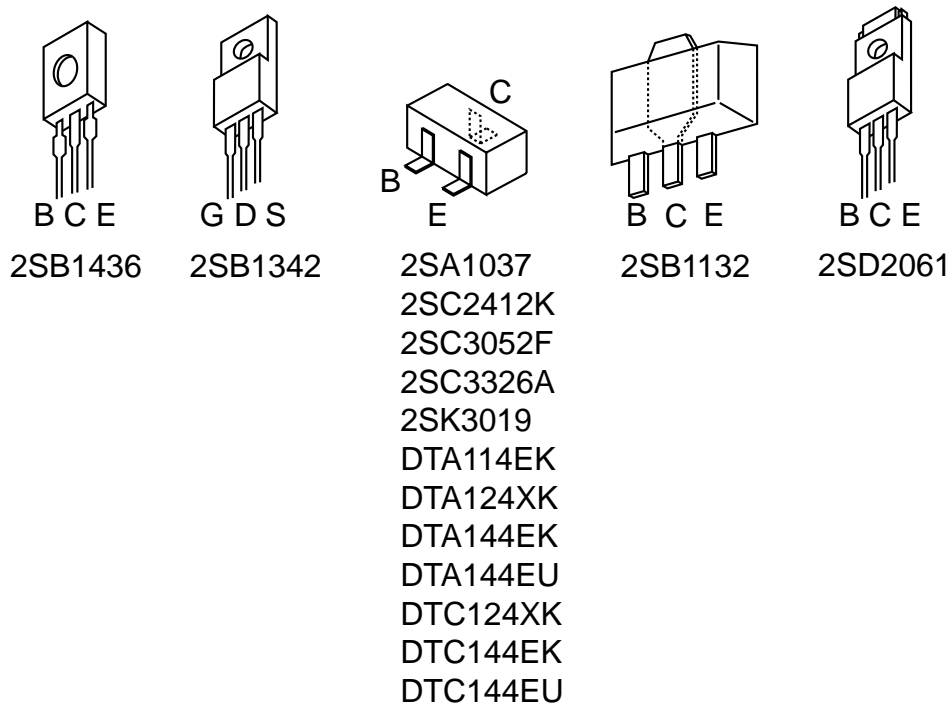 C
B
E
B C E
G D S
B C E
B C E
2SB1436
2SB1342
2SA1037
2SB1132
2SD2061
2SC2412K
2SC3052F
2SC3326A
2SK3019
DTA114EK
DTA124XK
DTA144EK
DTA144EU
DTC124XK
DTC144EK
DTC144EU